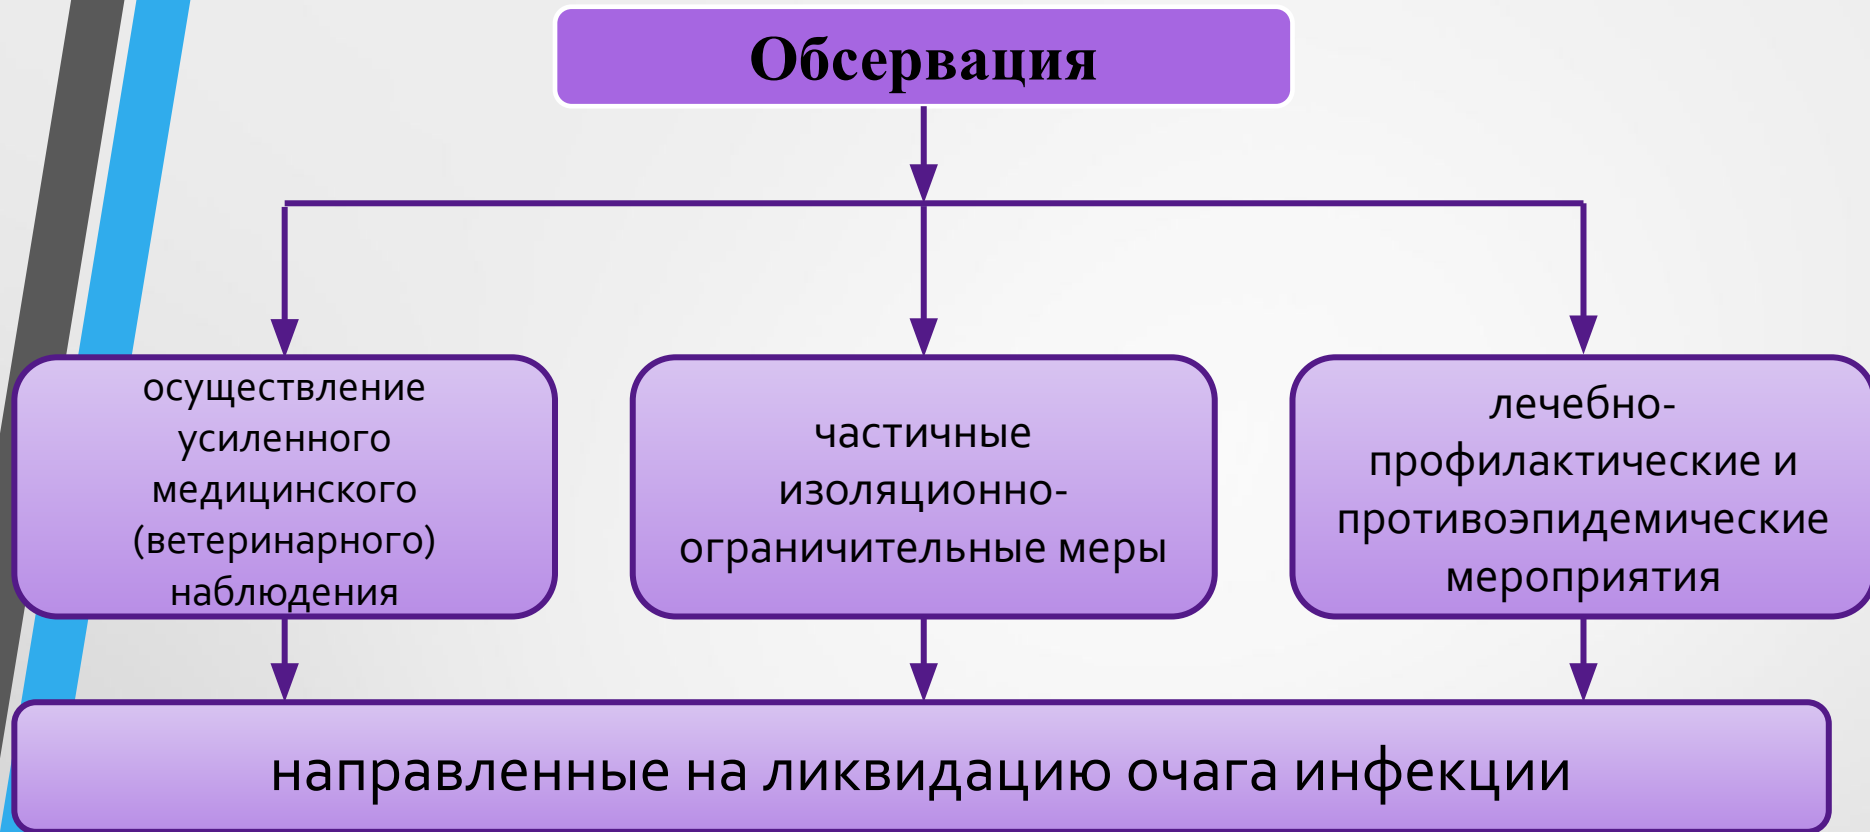 Обсервация
осуществление
усиленного
медицинского
(ветеринарного)
наблюдения
частичные
изоляционно-
ограничительные меры
лечебно-
профилактические и
противоэпидемические
мероприятия
направленные на ликвидацию очага инфекции